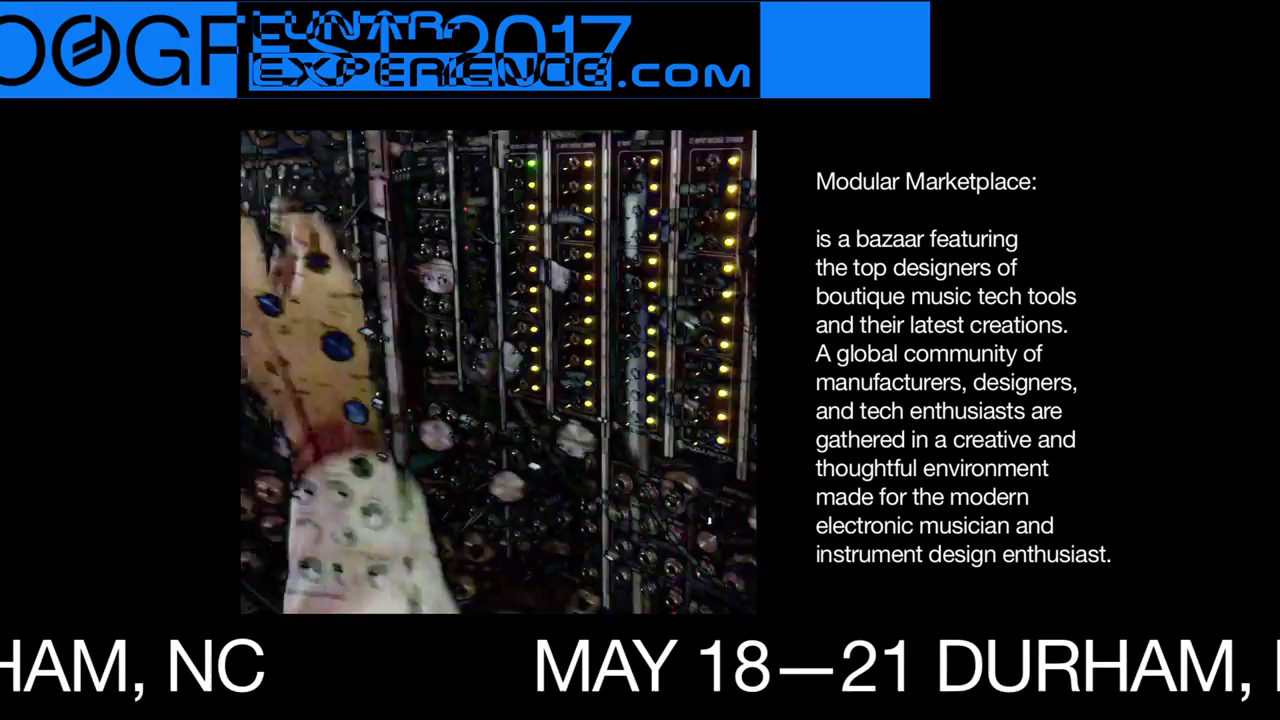 OOGFEST 2017
LUNAR
EXPERIENCE.COM
Modular Marketplace:
is a bazaar featuring
the top designers of
boutique music tech tools
and their latest creations.
A global community of
manufacturers, designers,
and tech enthusiasts are
gathered in a creative and
thoughtful environment
made for the modern
electronic musician and
instrument design enthusiast.
HAM, NC MAY 18—21 DURHAM,